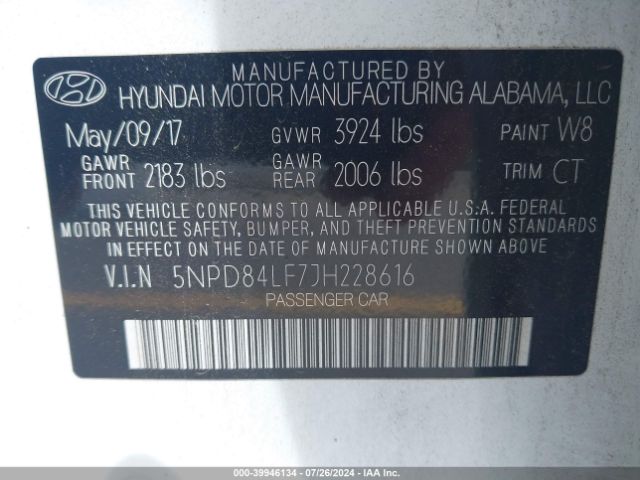 MANUFACTURED BY
HYUNDAI MOTOR MANUFACTURING ALABAMA, LLC
May/09/17 GVWR 3924 lbs PAINT W8
GAWR FRONT 2183 lbs GAWR REAR 2006 lbs TRIM CT
THIS VEHICLE CONFORMS TO ALL APPLICABLE U.S.A. FEDERAL
MOTOR VEHICLE SAFETY, BUMPER, AND THEFT PREVENTION STANDARDS
IN EFFECT ON THE DATE OF MANUFACTURE SHOWN ABOVE.
V.I.N 5NPD84LF7JH228616
PASSENGER CAR
000-39946134 - 07/26/2024 - IAAI.COM